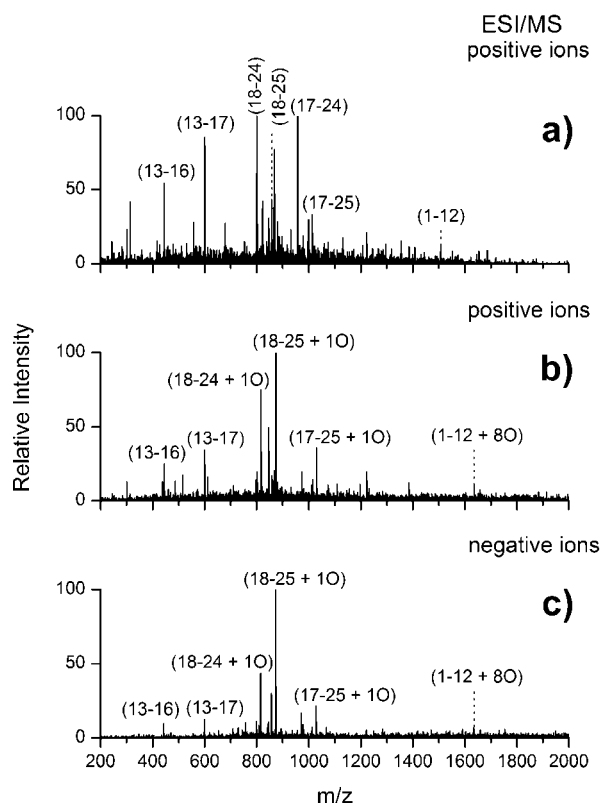 ESI/MS
positive ions
a)
(18-24)
(18-25)
(17-24)
(13-17)
(13-16)
(17-25)
(1-12)
100
50
0
positive ions
b)
(18-25 + 1O)
(18-24 + 1O)
(13-16)
(13-17)
(17-25 + 1O)
(1-12 + 8O)
100
50
0
Relative Intensity
negative ions
c)
(18-25 + 1O)
(18-24 + 1O)
(13-16)
(13-17)
(17-25 + 1O)
(1-12 + 8O)
100
50
0
200 400 600 800 1000 1200 1400 1600 1800 2000
m/z